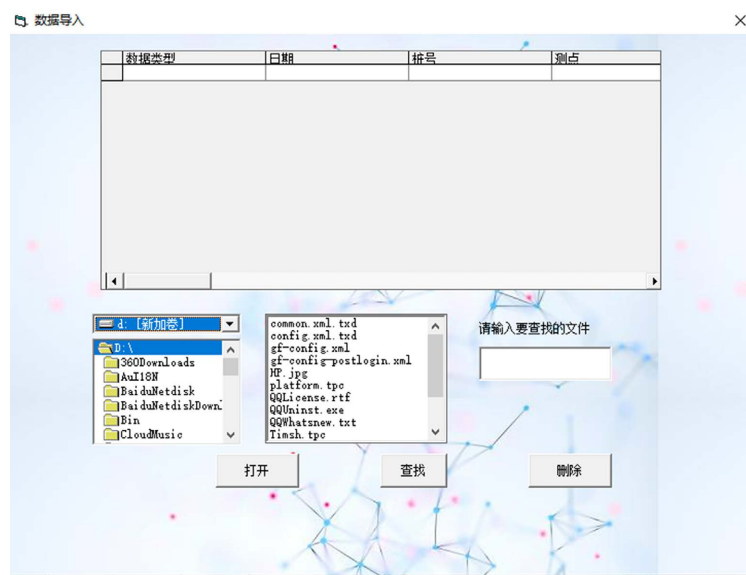 数据导入
数据类型 日期 桩号 测点
d: [新加卷]
D:\
360Downloads
AuI18N
BaiduNetdisk
BaiduNetdiskDownl
Bin
CloudMusic
common.xml.txd
config.xml.txd
gf-config.xml
gf-config-postlogin.xml
HP.jpg
platform.tpc
QQLicense.rtf
QQUninst.exe
QQWhatsnew.txt
Timsh.tpc
请输入要查找的文件
打开 查找 删除